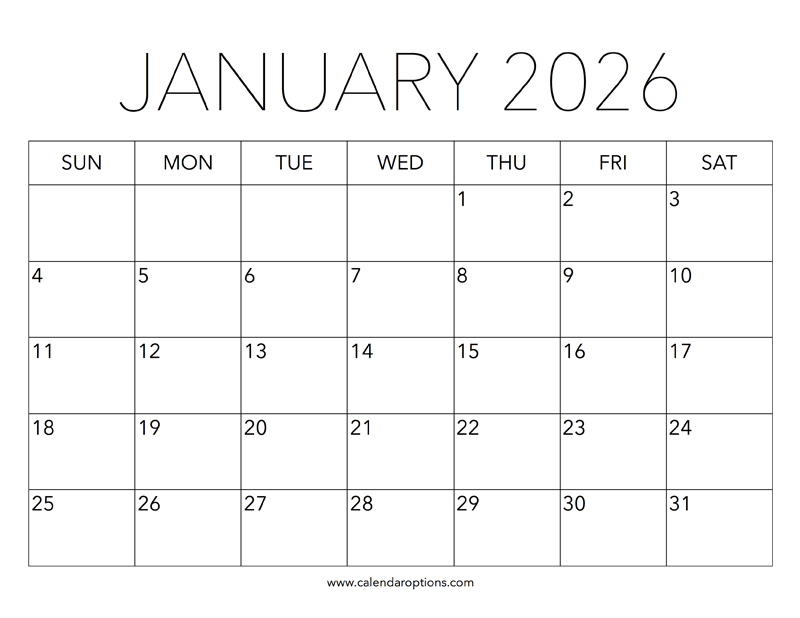 JANUARY 2026
SUN MON TUE WED THU FRI SAT
1 2 3
4 5 6 7 8 9 10
11 12 13 14 15 16 17
18 19 20 21 22 23 24
25 26 27 28 29 30 31
www.calendaroptions.com